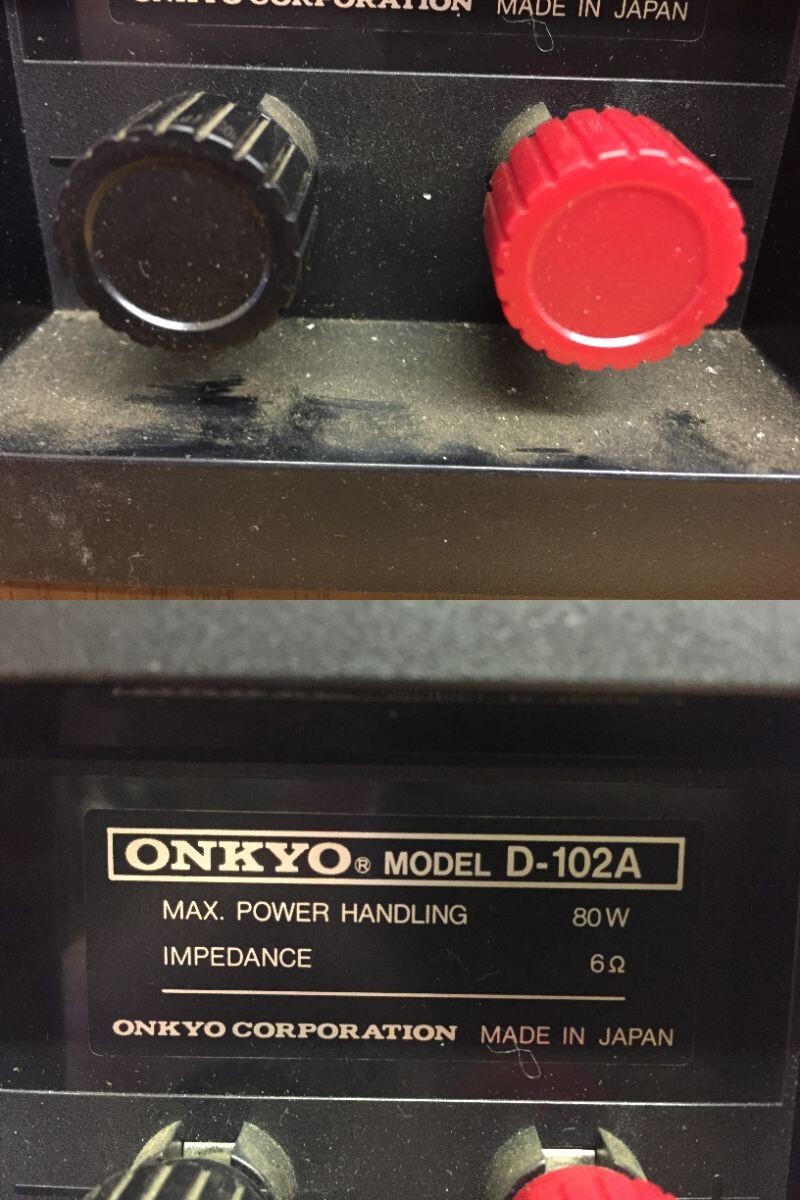 ONKYO CORPORATION MADE IN JAPAN
ONKYO® MODEL D-102A
MAX. POWER HANDLING 80W
IMPEDANCE 6Ω
ONKYO CORPORATION MADE IN JAPAN